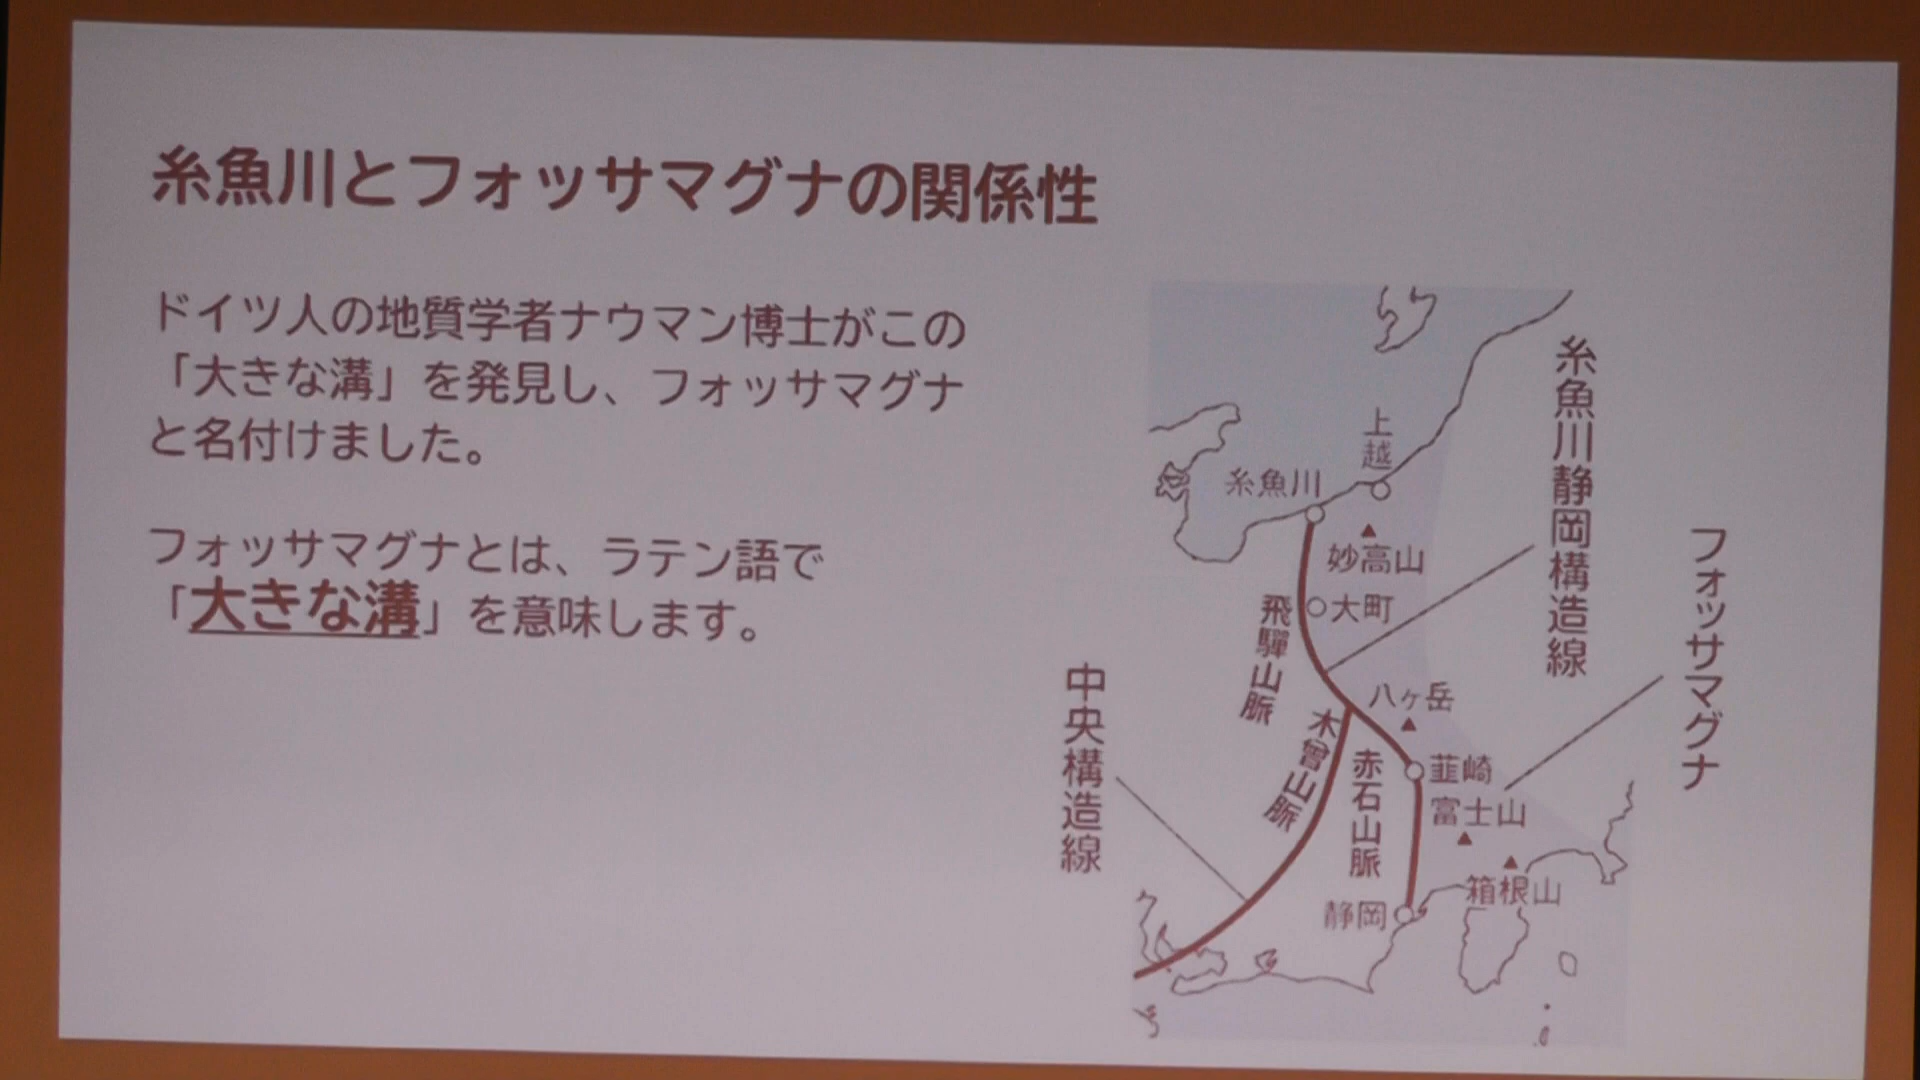 糸魚川とフォッサマグナの関係性
ドイツ人の地質学者ナウマン博士がこの
「大きな溝」を発見し、フォッサマグナ
と名付けました。
フォッサマグナとは、ラテン語で
「大きな溝」を意味します。
糸魚川静岡構造線
フォッサマグナ
中央構造線
上越
糸魚川
妙高山
大町
飛驒山脈
八ヶ岳
木曾山脈
赤石山脈
韮崎
富士山
箱根山
静岡